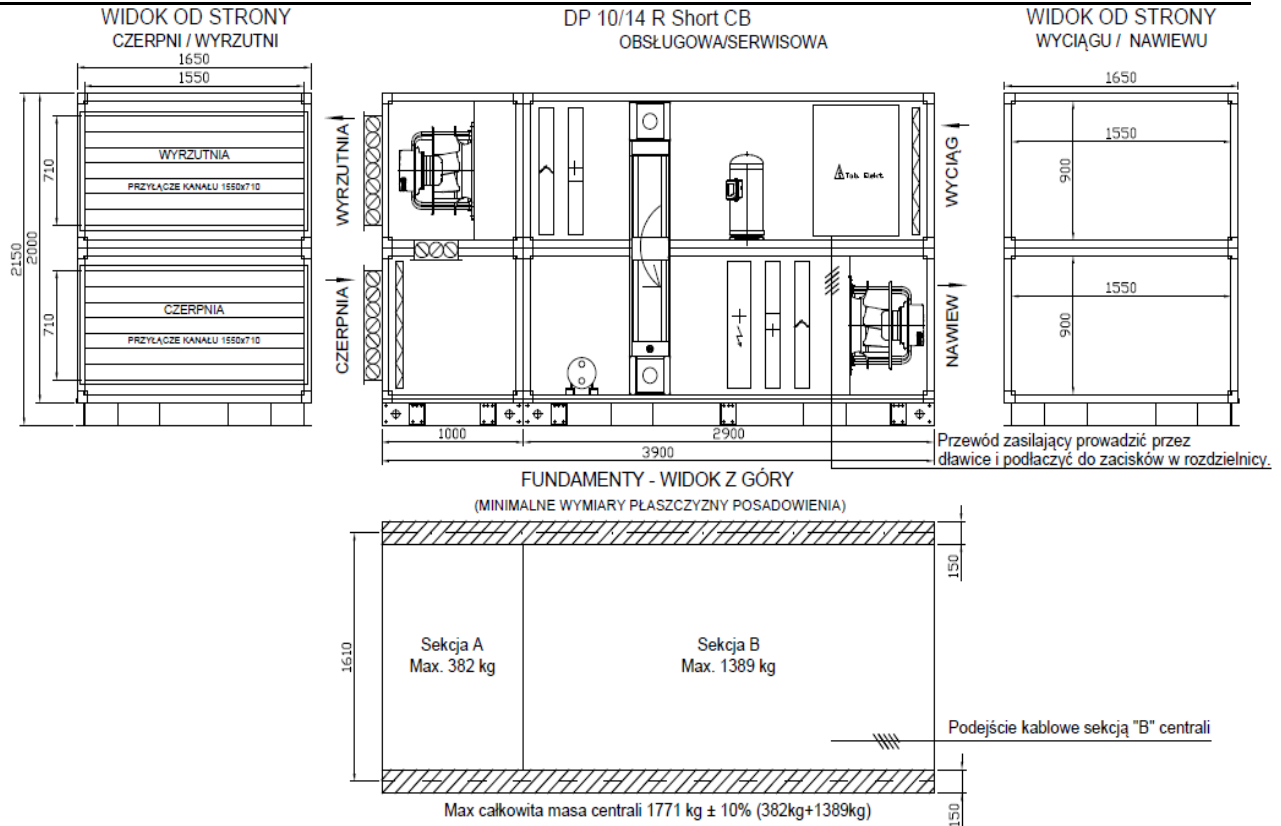 WIDOK OD STRONY
CZERPNI / WYRZUTNI
1650
1550
710
WYRZUTNIA
PRZYŁĄCZE KANAŁU 1550x710
2150
2000
710
CZERPNIA
PRZYŁĄCZE KANAŁU 1550x710
DP 10/14 R Short CB
OBSŁUGOWA/SERWISOWA
WYRZUTNIA
CZERPNIA
Tab. Elekt.
WYCIĄG
NAWIEW
1000
2900
3900
WIDOK OD STRONY
WYCIĄGU / NAWIEWU
1650
1550
900
1550
900
Przewód zasilający prowadzić przez
dławice i podłączyć do zacisków w rozdzielnicy.
FUNDAMENTY - WIDOK Z GÓRY
(MINIMALNE WYMIARY PŁASZCZYZNY POSADOWIENIA)
150
1610
Sekcja A
Max. 382 kg
Sekcja B
Max. 1389 kg
Podejście kablowe sekcją "B" centrali
Max całkowita masa centrali 1771 kg ± 10% (382kg+1389kg)
150